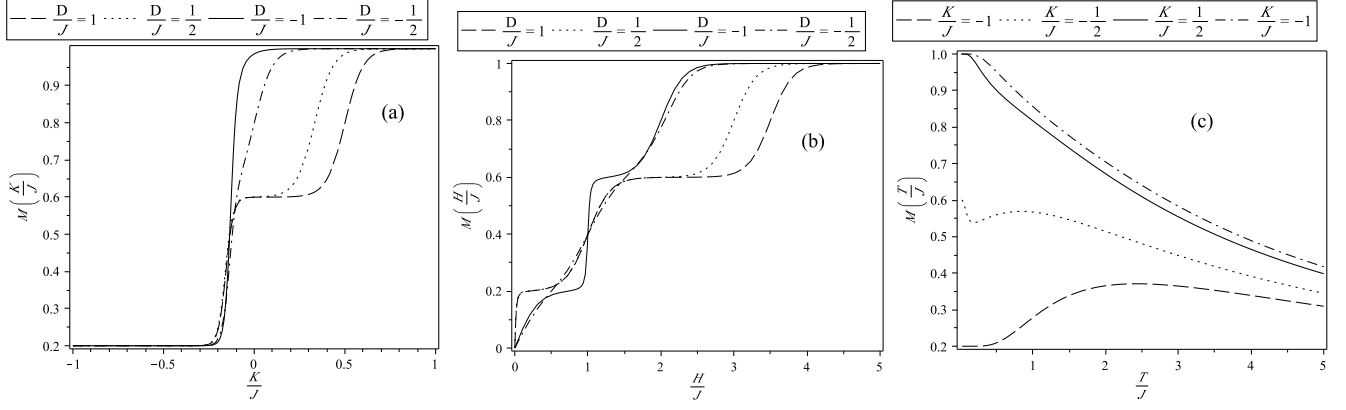 D/J = 1 D/J = 1/2 D/J = -1 D/J = -1/2
M(K/J)
0.9
0.8
0.7
0.6
0.5
0.4
0.3
0.2
(a)
-1 -0.5 0 0.5 1
K/J
D/J = 1 D/J = 1/2 D/J = -1 D/J = -1/2
M(H/J)
1
0.8
0.6
0.4
0.2
0
(b)
0 1 2 3 4 5
H/J
K/J = -1 K/J = -1/2 K/J = 1/2 K/J = -1
M(T/J)
1.0
0.9
0.8
0.7
0.6
0.5
0.4
0.3
0.2
(c)
1 2 3 4 5
T/J